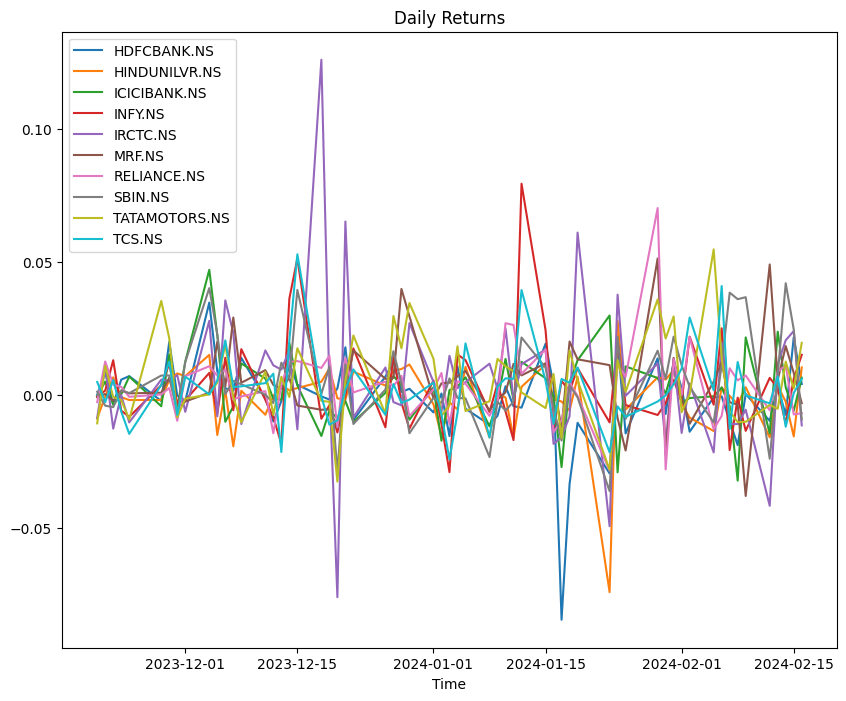 Daily Returns
HDFCBANK.NS
HINDUNILVR.NS
ICICIBANK.NS
INFY.NS
IRCTC.NS
MRF.NS
RELIANCE.NS
SBIN.NS
TATAMOTORS.NS
TCS.NS
0.10
0.05
0.00
−0.05
2023-12-01 2023-12-15 2024-01-01 2024-01-15 2024-02-01 2024-02-15
Time